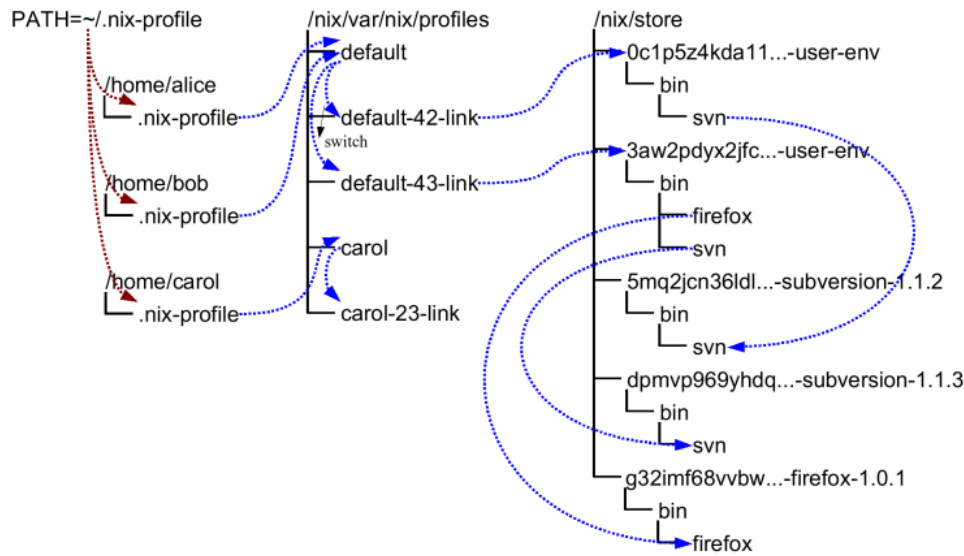 PATH=~/.nix-profile
/home/alice
.nix-profile
/home/bob
.nix-profile
/home/carol
.nix-profile
/nix/var/nix/profiles
default
default-42-link
switch
default-43-link
carol
carol-23-link
/nix/store
0c1p5z4kda11...-user-env
bin
svn
3aw2pdyx2jfc...-user-env
bin
firefox
svn
5mq2jcn36ldl...-subversion-1.1.2
bin
svn
dpmvp969yhdq...-subversion-1.1.3
bin
svn
g32imf68vvbw...-firefox-1.0.1
bin
firefox